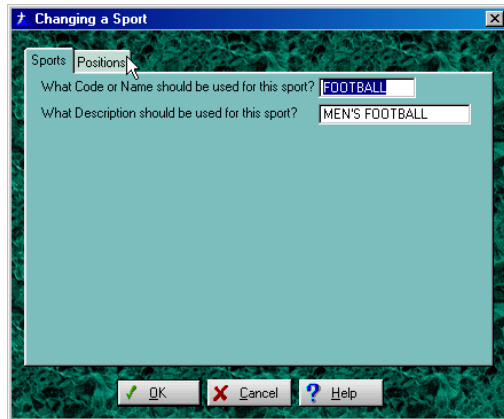 Changing a Sport
Sports Positions
What Code or Name should be used for this sport? FOOTBALL
What Description should be used for this sport? MEN'S FOOTBALL
OK Cancel Help